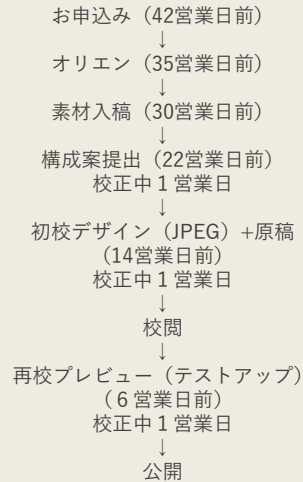 お申込み（42営業日前）
↓
オリエン（35営業日前）
↓
素材入稿（30営業日前）
↓
構成案提出（22営業日前）
校正中１営業日
↓
初校デザイン（JPEG）+原稿
（14営業日前）
校正中１営業日
↓
校閲
↓
再校プレビュー（テストアップ）
（６営業日前）
校正中１営業日
↓
公開